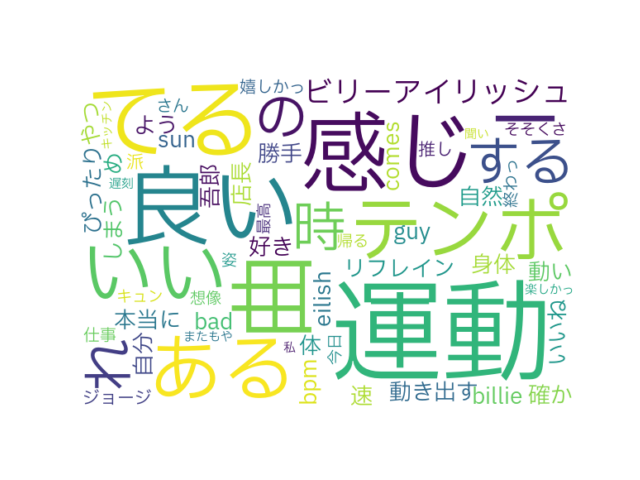 嬉しかっ
ビリーアイリッシュ
てる
さん
の
感じ
ー
キッチン
やつ
よう
sun
勝手
comes
推し
聞い
そそくさ
する
ぴったり
め
派
遅刻
しまう
吾郎
店長
良い
最高
好き
時
帰る
テンポ
guy
自然
終わっ
いい
曲
姿
リフレイン
身体
動い
運動
キュン
想像
eilish
楽しかっ
いいね
本当に
bad
仕事
またもや
私
体
今日
れ
自分
ある
bpm
速
動き出す
ジョージ
billie
確か